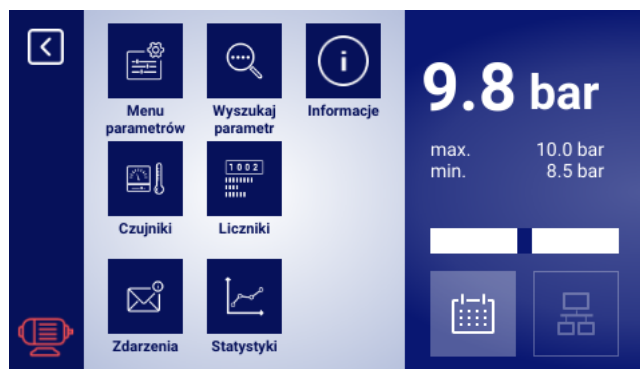 Menu
parametrów
Wyszukaj
parametr
Informacje
1002
Czujniki
Liczniki
Zdarzenia
Statystyki
9.8 bar
max. 10.0 bar
min. 8.5 bar